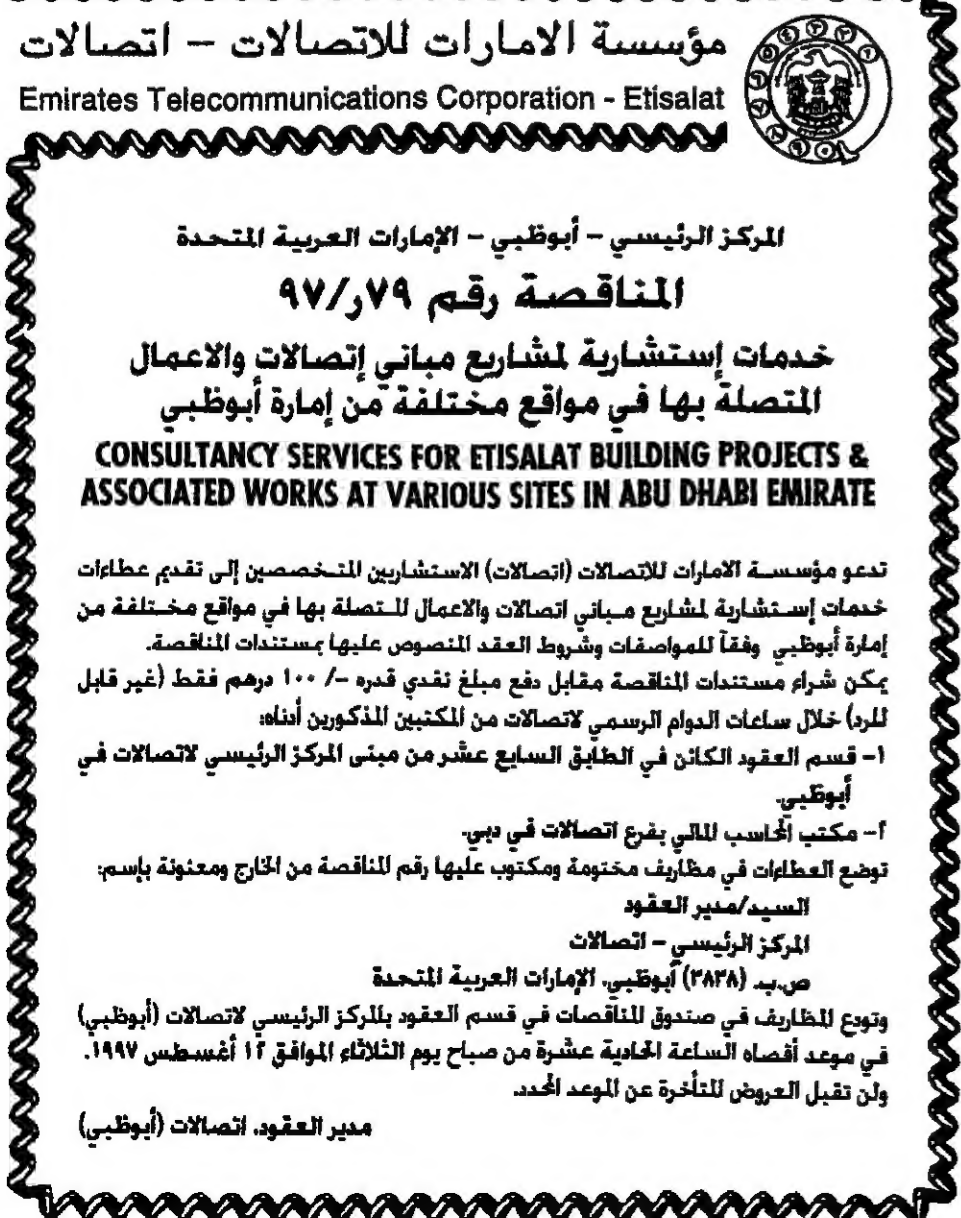 مؤسسة الامارات للاتصالات – اتصالات
Emirates Telecommunications Corporation - Etisalat
المركز الرئيسي – أبوظبي – الإمارات العربية المتحدة
المناقصة رقم ٧٩ر/٩٧
خدمات إستشارية لمشاريع مباني إتصالات والاعمال
المتصلة بها في مواقع مختلفة من إمارة أبوظبي
CONSULTANCY SERVICES FOR ETISALAT BUILDING PROJECTS &
ASSOCIATED WORKS AT VARIOUS SITES IN ABU DHABI EMIRATE
تدعو مؤسسة الامارات للاتصالات (اتصالات) الاستشاريين المتخصصين إلى تقديم عطاءات
خدمات إستشارية لمشاريع مباني اتصالات والاعمال المتصلة بها في مواقع مختلفة من
إمارة أبوظبي وفقاً للمواصفات وشروط العقد المنصوص عليها بمستندات المناقصة.
يمكن شراء مستندات المناقصة مقابل دفع مبلغ نقدي قدره -/ ١٠٠ درهم فقط (غير قابل
للرد) خلال ساعات الدوام الرسمي لاتصالات من المكتبين المذكورين أدناه:
١- قسم العقود الكائن في الطابق السابع عشر من مبنى المركز الرئيسي لاتصالات في
أبوظبي.
٢- مكتب المحاسب المالي بفرع اتصالات في دبي.
توضع العطاءات في مظاريف مختومة ومكتوب عليها رقم المناقصة من الخارج ومعنونة بإسم:
السيد/مدير العقود
المركز الرئيسي – اتصالات
ص.ب. (٣٨٣٨) أبوظبي. الإمارات العربية المتحدة
وتودع المظاريف في صندوق المناقصات في قسم العقود بالمركز الرئيسي لاتصالات (أبوظبي)
في موعد أقصاه الساعة الحادية عشرة من صباح يوم الثلاثاء الموافق ١٢ أغسطس ١٩٩٧.
ولن تقبل العروض المتأخرة عن الموعد المحدد.
مدير العقود. اتصالات (أبوظبي)